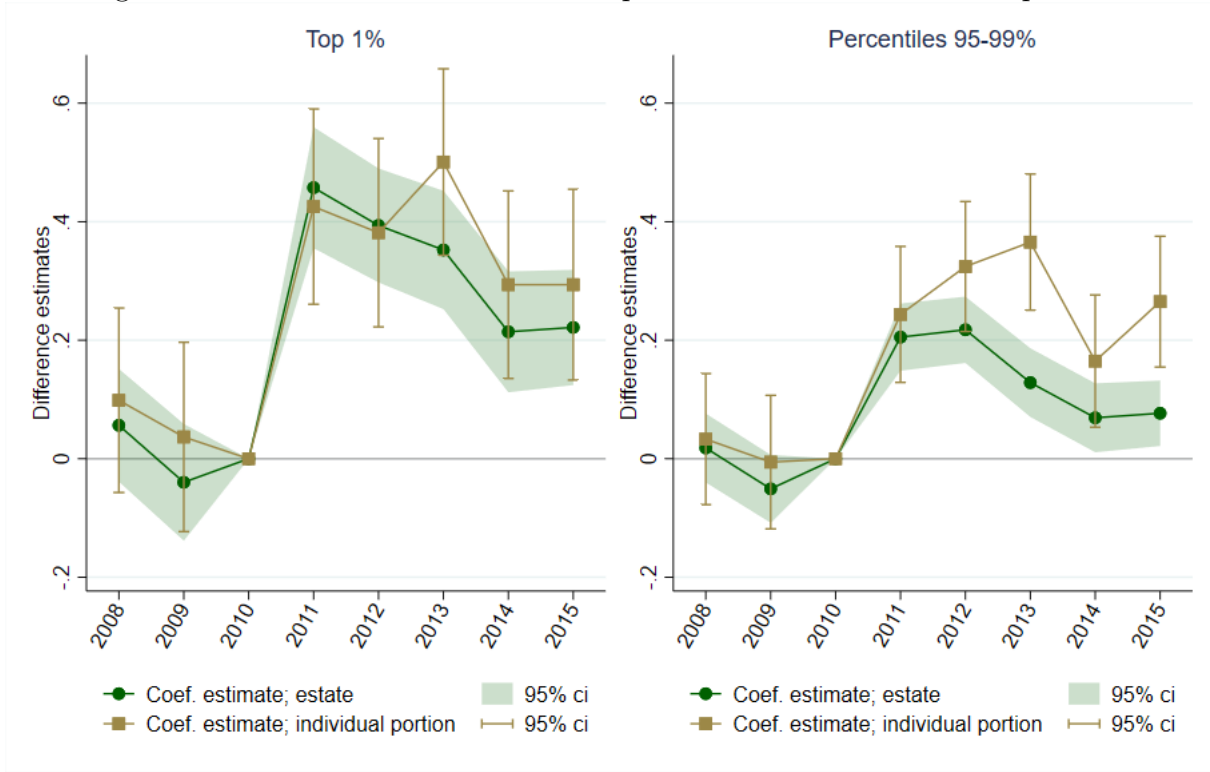 Top 1%
Difference estimates
.6
.4
.2
0
-.2
2008 2009 2010 2011 2012 2013 2014 2015
Coef. estimate; estate 95% ci
Coef. estimate; individual portion 95% ci
Percentiles 95-99%
Difference estimates
.6
.4
.2
0
-.2
2008 2009 2010 2011 2012 2013 2014 2015
Coef. estimate; estate 95% ci
Coef. estimate; individual portion 95% ci